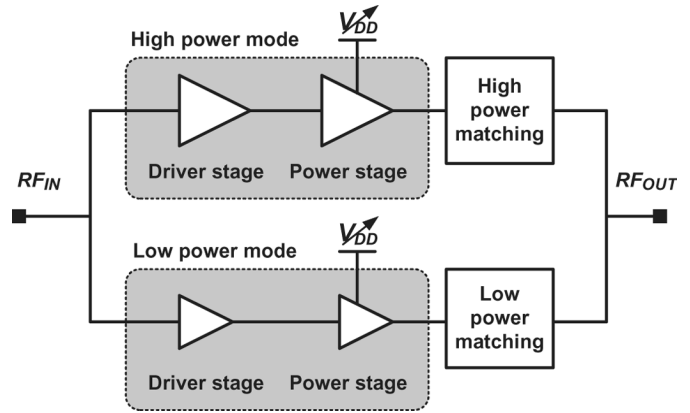 High power mode
VDD
High
power
matching
Driver stage
Power stage
RFIN
RFOUT
Low power mode
VDD
Low
power
matching
Driver stage
Power stage